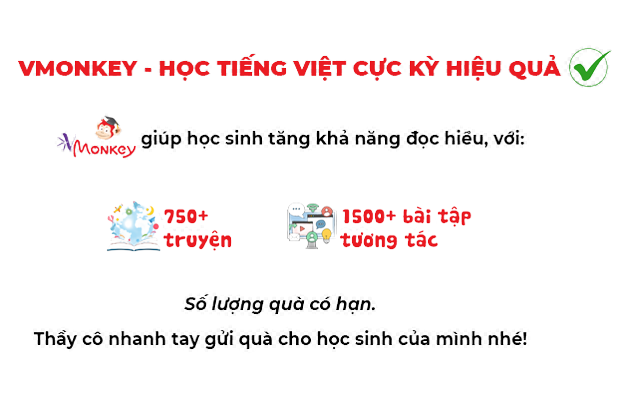 VMONKEY - HỌC TIẾNG VIỆT CỰC KỲ HIỆU QUẢ
VMonkey giúp học sinh tăng khả năng đọc hiểu, với:
750+
truyện
1500+ bài tập
tương tác
Số lượng quà có hạn.
Thầy cô nhanh tay gửi quà cho học sinh của mình nhé!